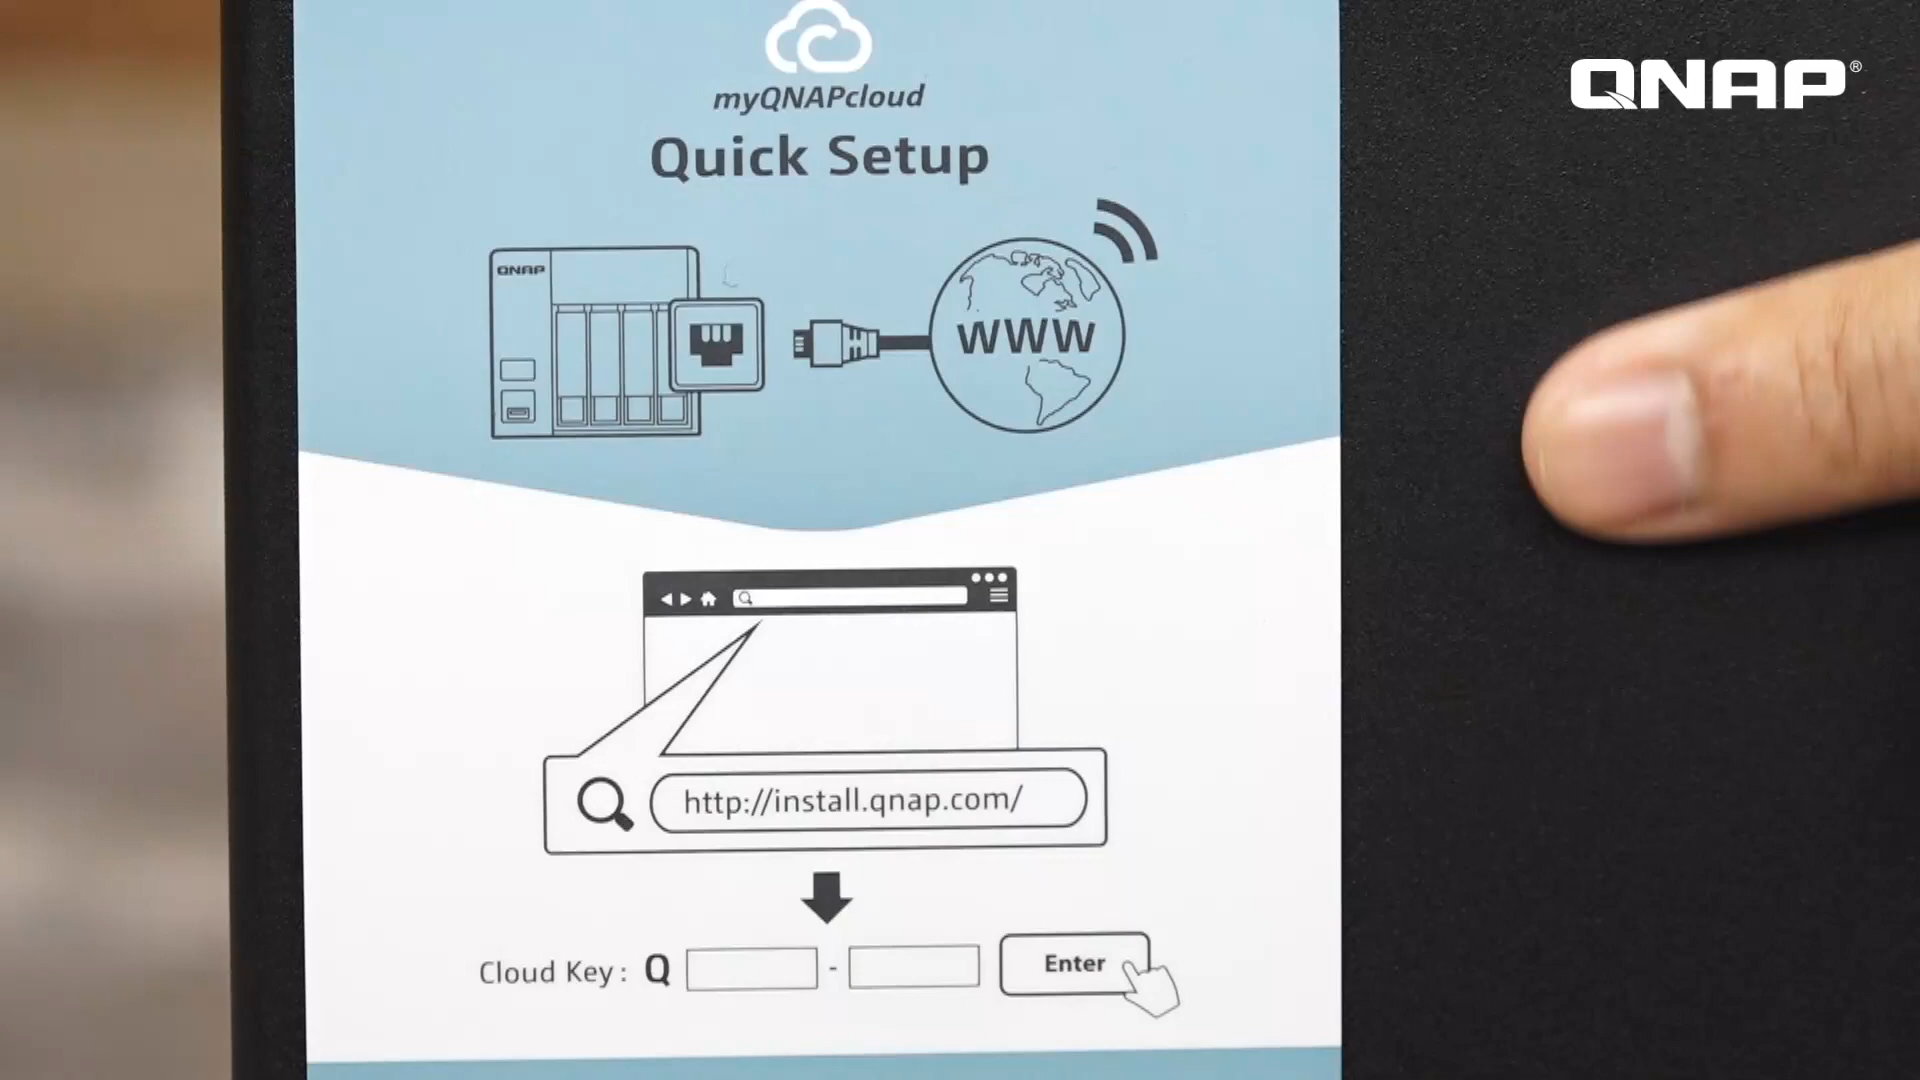 myQNAPcloud
QNAP®
Quick Setup
QNAP
WWW
http://install.qnap.com/
Cloud Key: Q - Enter